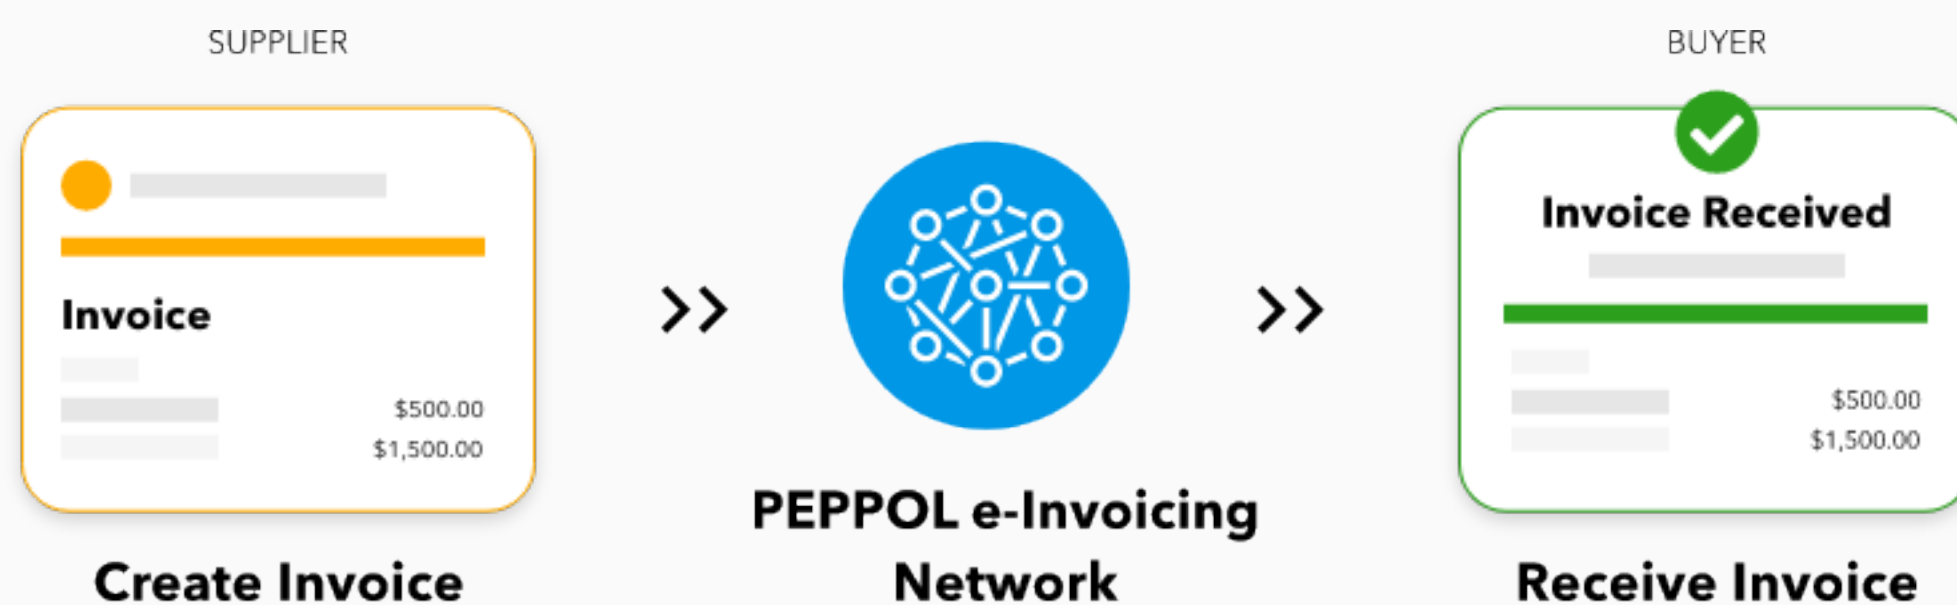 SUPPLIER
Invoice
$500.00
$1,500.00
Create Invoice
PEPPOL e-Invoicing
Network
BUYER
Invoice Received
$500.00
$1,500.00
Receive Invoice